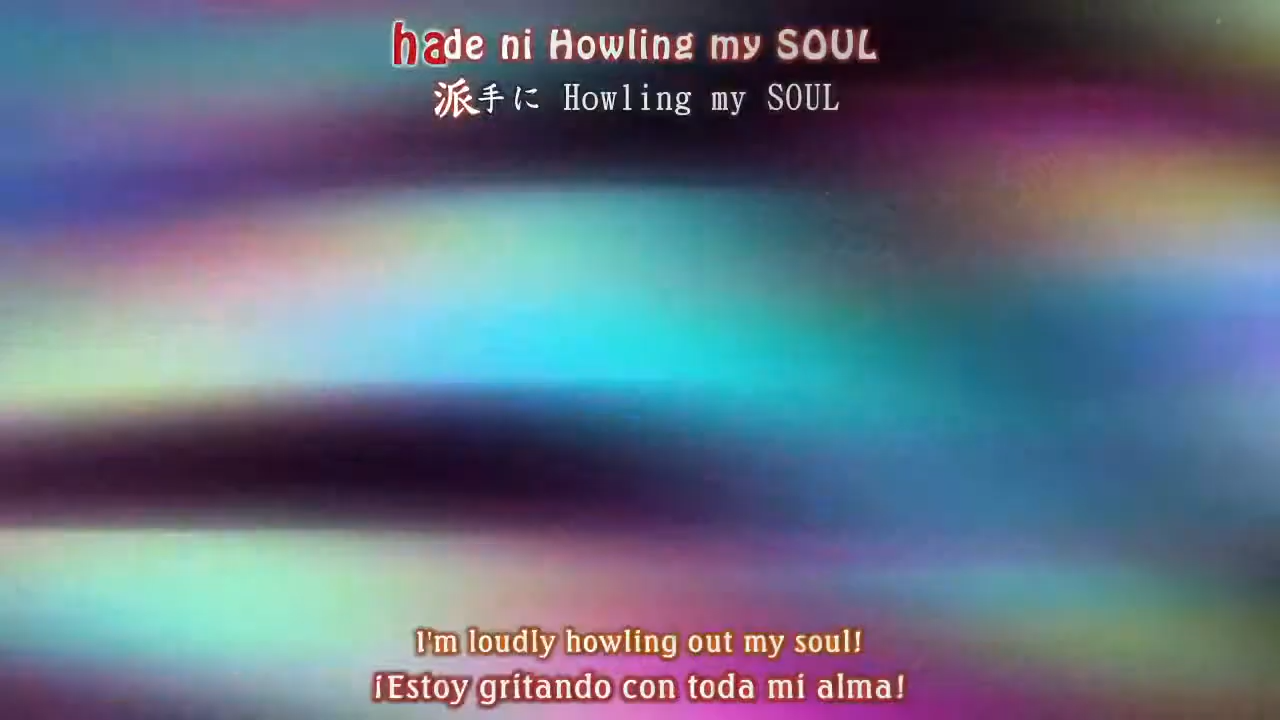 hade ni Howling my SOUL
派手に Howling my SOUL
I'm loudly howling out my soul!
¡Estoy gritando con toda mi alma!